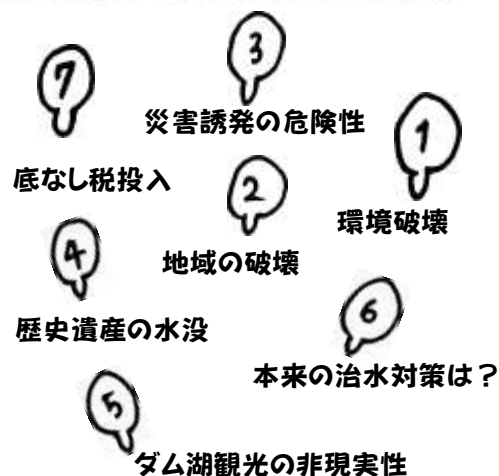 7
3
災害誘発の危険性
1
底なし税投入
2
環境破壊
4
地域の破壊
歴史遺産の水没
6
本来の治水対策は？
5
ダム湖観光の非現実性